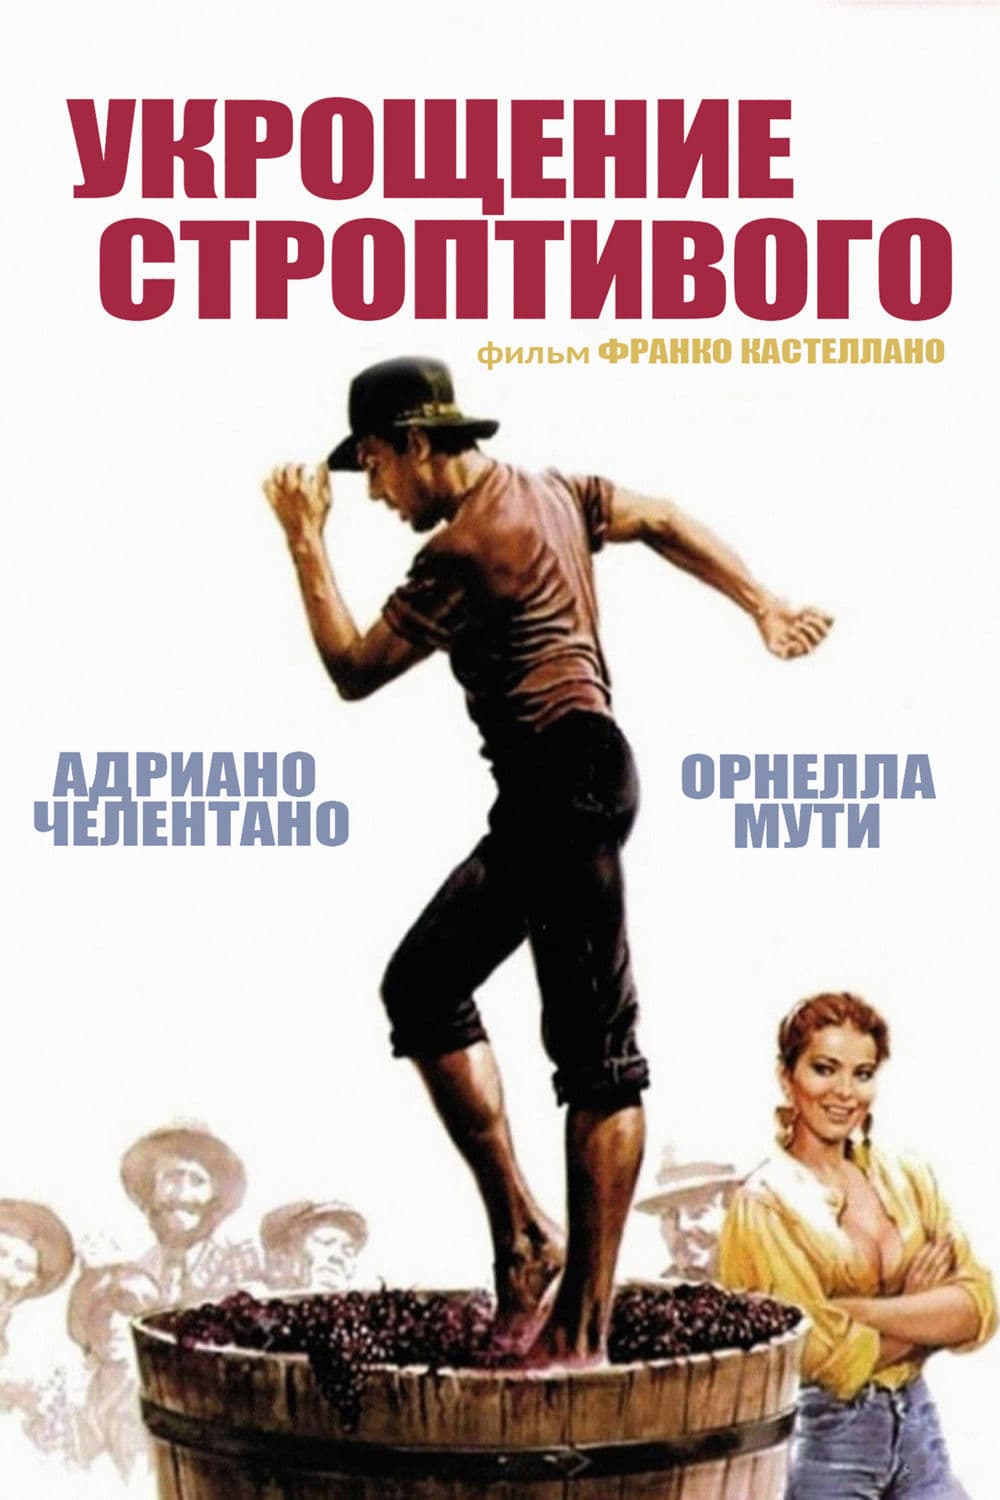 УКРОЩЕНИЕ
СТРОПТИВОГО
фильм ФРАНКО КАСТЕЛЛАНО
АДРИАНО
ЧЕЛЕНТАНО
ОРНЕЛЛА
МУТИ